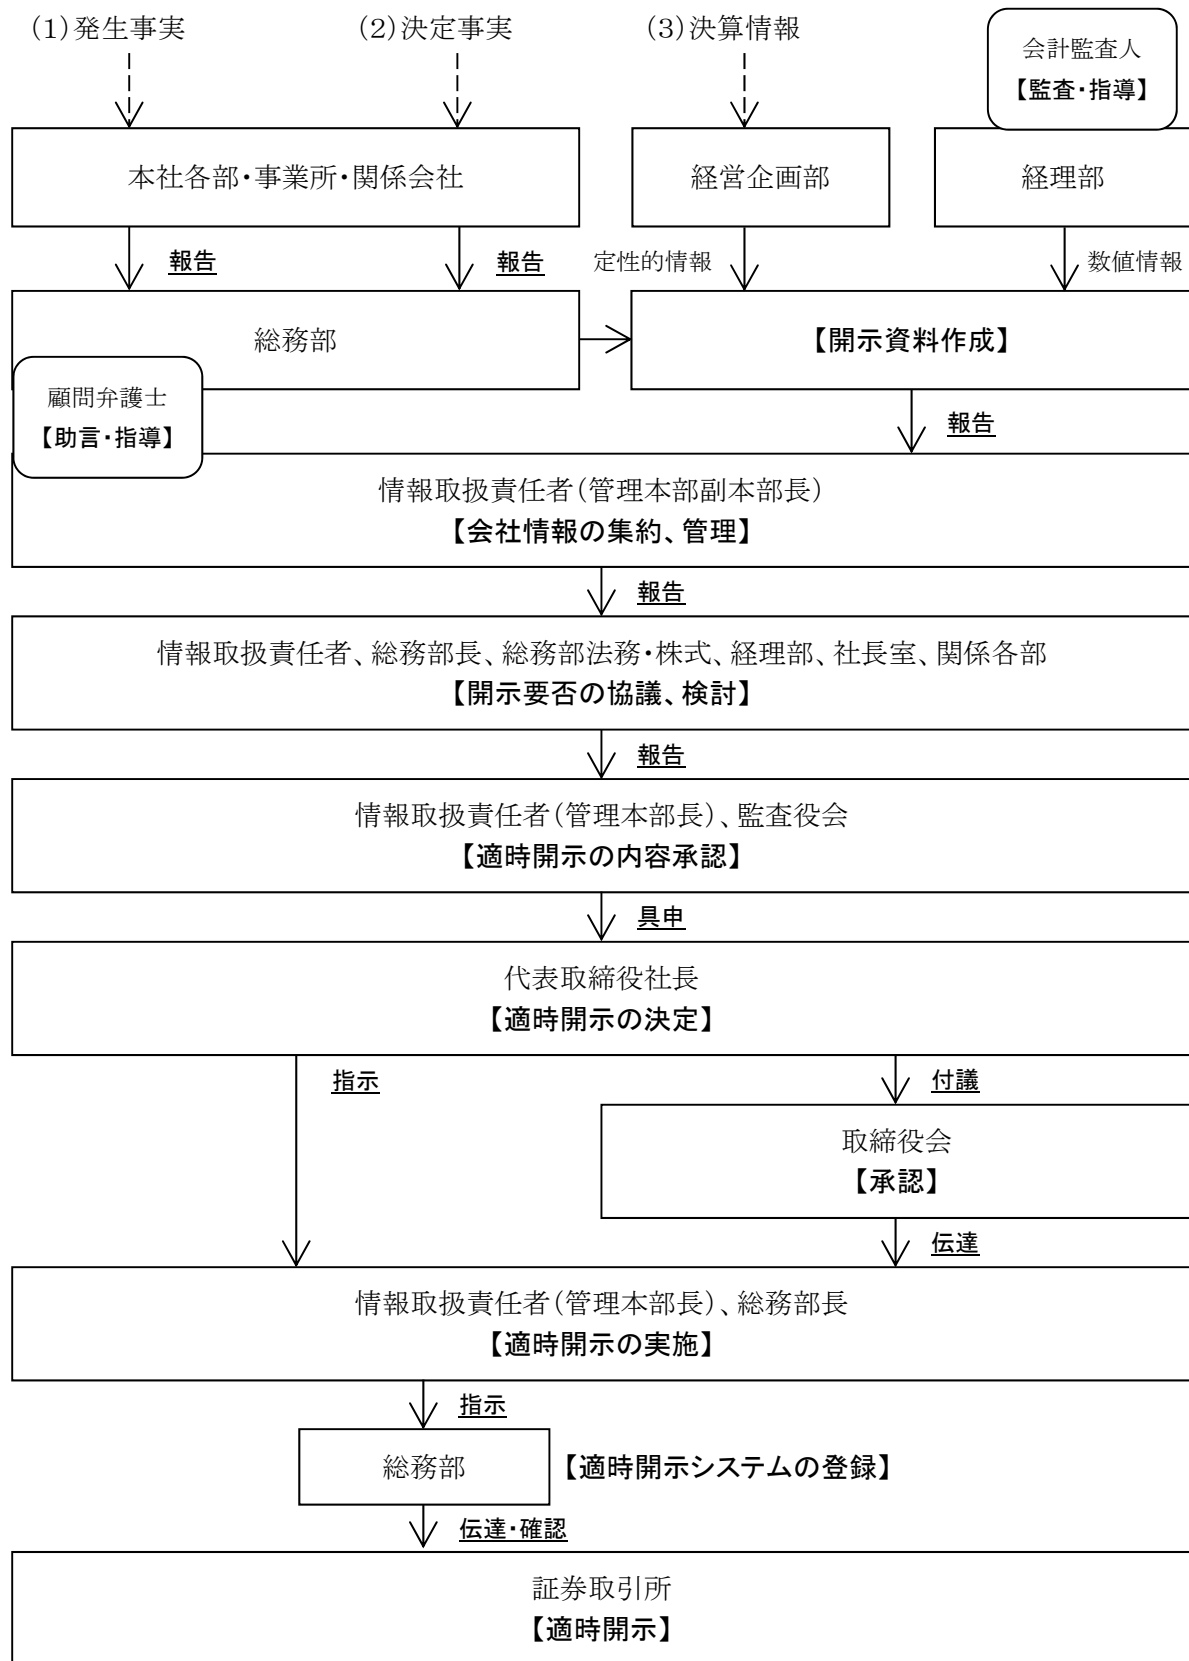 (1)発生事実
(2)決定事実
(3)決算情報
会計監査人
【監査・指導】
本社各部・事業所・関係会社
経営企画部
経理部
報告
報告
定性的情報
数値情報
総務部
【開示資料作成】
顧問弁護士
【助言・指導】
報告
情報取扱責任者(管理本部副本部長)
【会社情報の集約、管理】
報告
情報取扱責任者、総務部長、総務部法務・株式、経理部、社長室、関係各部
【開示要否の協議、検討】
報告
情報取扱責任者(管理本部長)、監査役会
【適時開示の内容承認】
具申
代表取締役社長
【適時開示の決定】
指示
付議
取締役会
【承認】
伝達
情報取扱責任者(管理本部長)、総務部長
【適時開示の実施】
指示
総務部
【適時開示システムの登録】
伝達・確認
証券取引所
【適時開示】